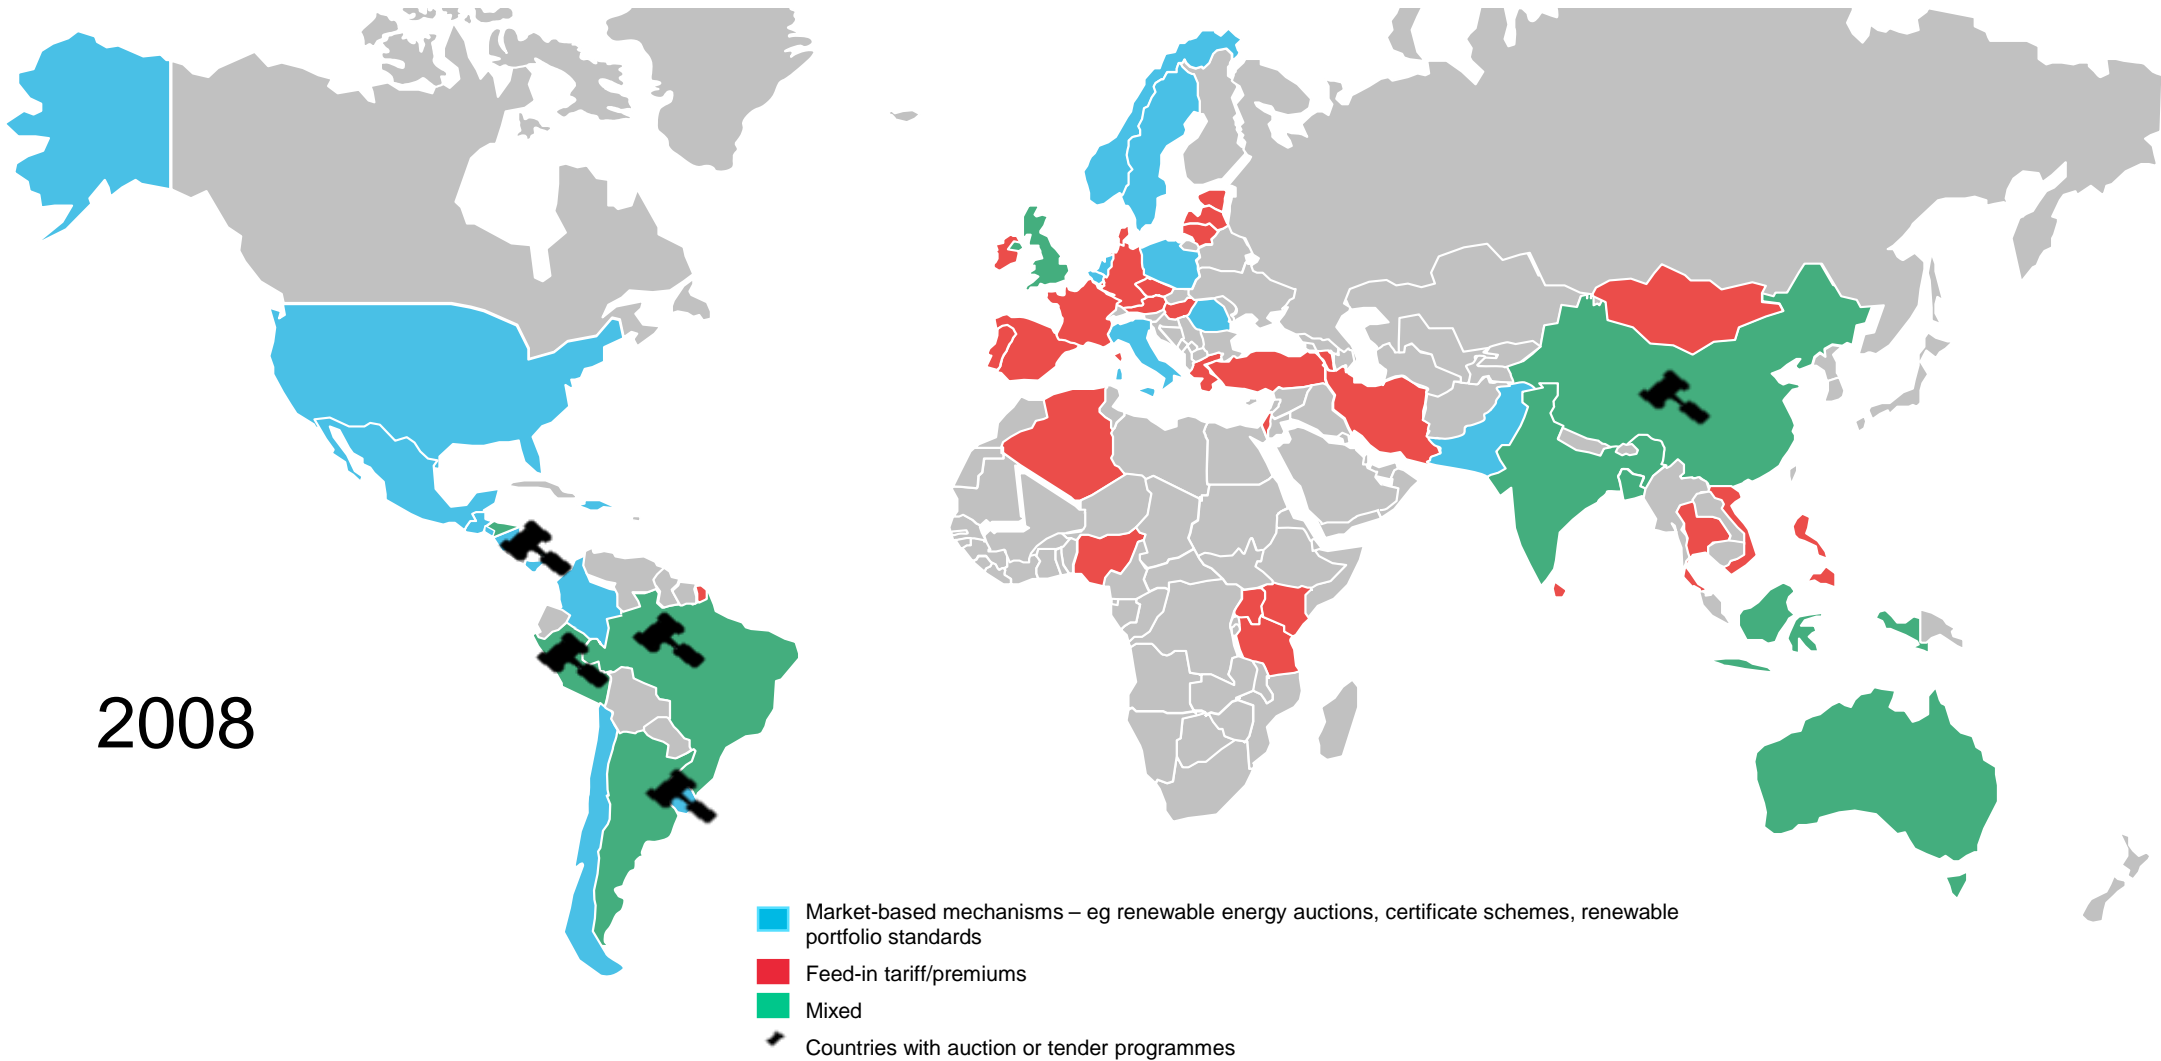 2008
Market-based mechanisms – eg renewable energy auctions, certificate schemes, renewable
portfolio standards
Feed-in tariff/premiums
Mixed
Countries with auction or tender programmes